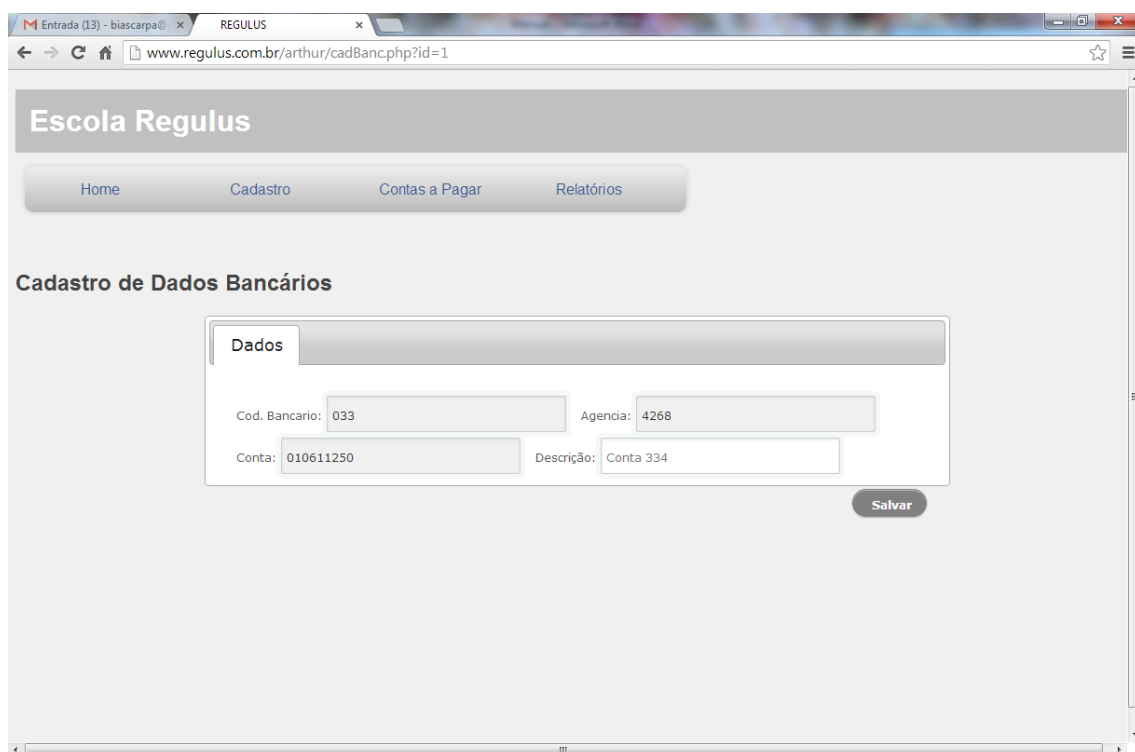 Entrada (13) - biascarpa@
REGULUS
www.regulus.com.br/arthur/cadBanc.php?id=1
Escola Regulus
Home Cadastro Contas a Pagar Relatórios
Cadastro de Dados Bancários
Dados
Cod. Bancario: 033 Agencia: 4268
Conta: 010611250 Descrição: Conta 334
Salvar